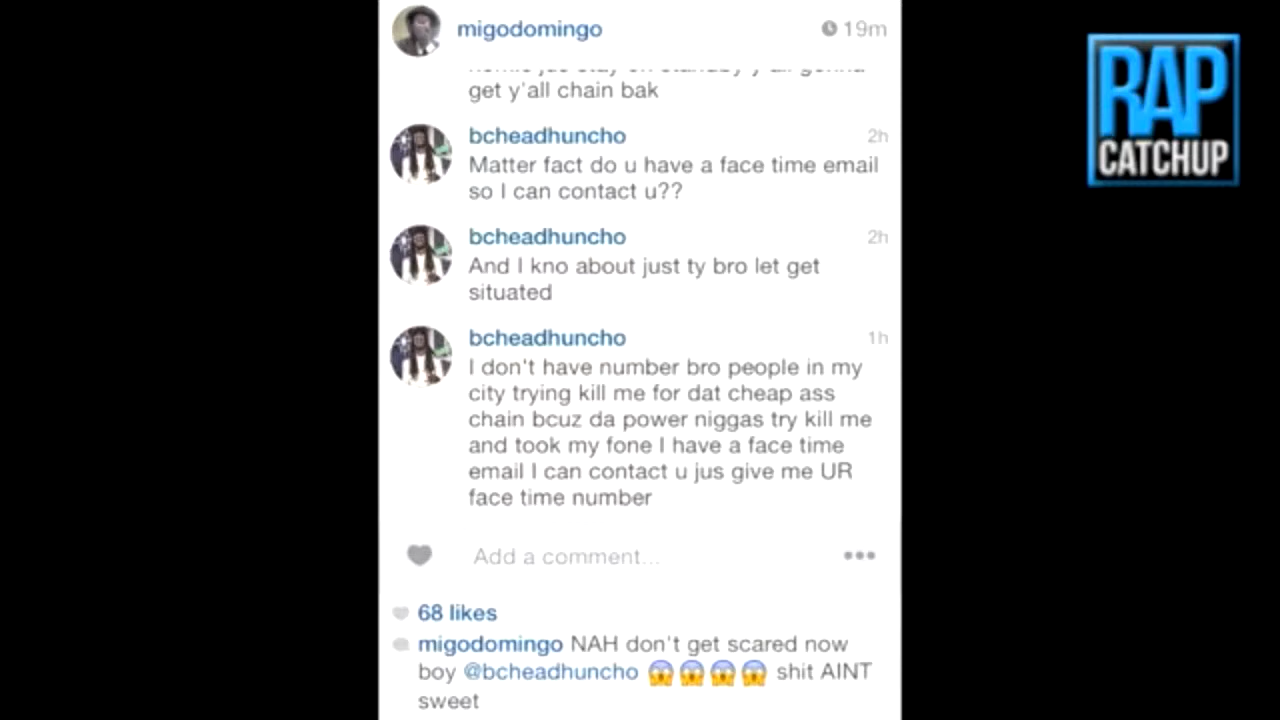 migodomingo
19m
get y'all chain bak
bcheadhuncho
2h
Matter fact do u have a face time email
so I can contact u??
bcheadhuncho
2h
And I kno about just ty bro let get
situated
bcheadhuncho
1h
I don't have number bro people in my
city trying kill me for dat cheap ass
chain bcuz da power niggas try kill me
and took my fone I have a face time
email I can contact u jus give me UR
face time number
Add a comment...
68 likes
migodomingo NAH don't get scared now
boy @bcheadhuncho 😱😱😱😱 shit AINT
sweet
RAP
CATCHUP